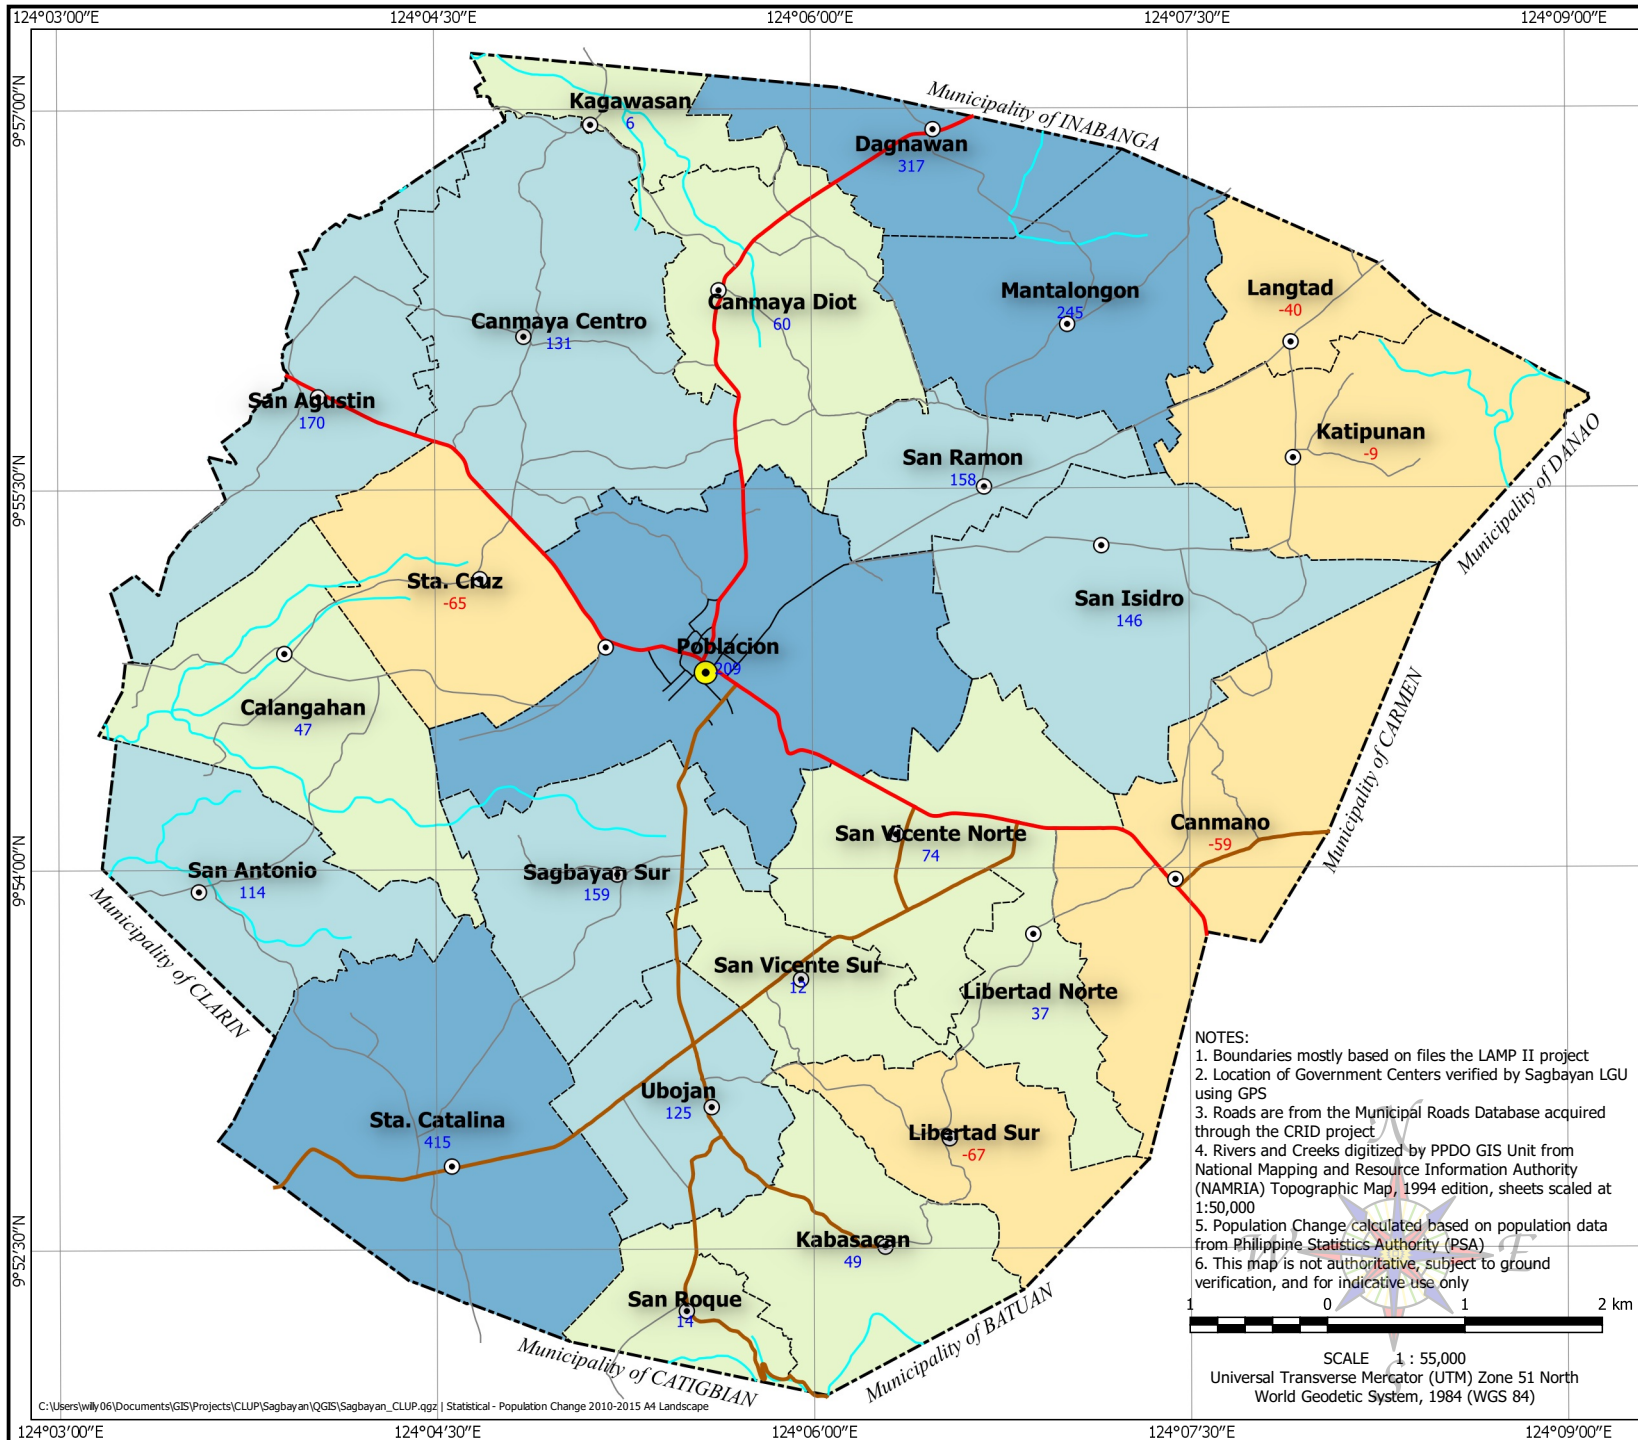 124°03′00″E 124°04′30″E 124°06′00″E 124°07′30″E 124°09′00″E
9°57′00″N
9°55′30″N
9°54′00″N
9°52′30″N
Municipality of INABANGA
Kagawasan
6
Dagnawan
317
Mantalongon
245
Langtad
-40
Canmaya Diot
60
Canmaya Centro
131
San Agustin
170
Katipunan
-9
Municipality of DANAO
San Ramon
158
Sta. Cruz
-65
San Isidro
146
Poblacion
209
Calangahan
47
Municipality of CARMEN
Canmano
-59
San Vicente Norte
74
San Antonio
114
Sagbayan Sur
159
Municipality of CLARIN
San Vicente Sur
12
Libertad Norte
37
Ubojan
125
Sta. Catalina
415
Libertad Sur
-67
Kabasacan
49
San Roque
14
Municipality of BATUAN
Municipality of CATIGBIAN
NOTES:
1. Boundaries mostly based on files the LAMP II project
2. Location of Government Centers verified by Sagbayan LGU
using GPS
3. Roads are from the Municipal Roads Database acquired
through the CRID project
4. Rivers and Creeks digitized by PPDO GIS Unit from
National Mapping and Resource Information Authority
(NAMRIA) Topographic Map, 1994 edition, sheets scaled at
1:50,000
5. Population Change calculated based on population data
from Philippine Statistics Authority (PSA)
6. This map is not authoritative, subject to ground
verification, and for indicative use only
N
W
E
S
1 0 1 2 km
SCALE 1 : 55,000
Universal Transverse Mercator (UTM) Zone 51 North
World Geodetic System, 1984 (WGS 84)
C:\Users\willy06\Documents\GIS\Projects\CLUP\Sagbayan\QGIS\Sagbayan_CLUP.qgz | Statistical - Population Change 2010-2015 A4 Landscape
124°03′00″E 124°04′30″E 124°06′00″E 124°07′30″E 124°09′00″E